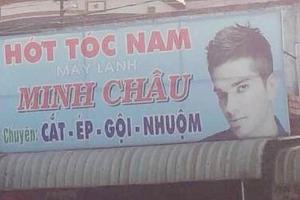 HỚT TÓC NAM
MÁY LẠNH
MINH CHÂU
Chuyên: CẮT - ÉP - GỘI - NHUỘM